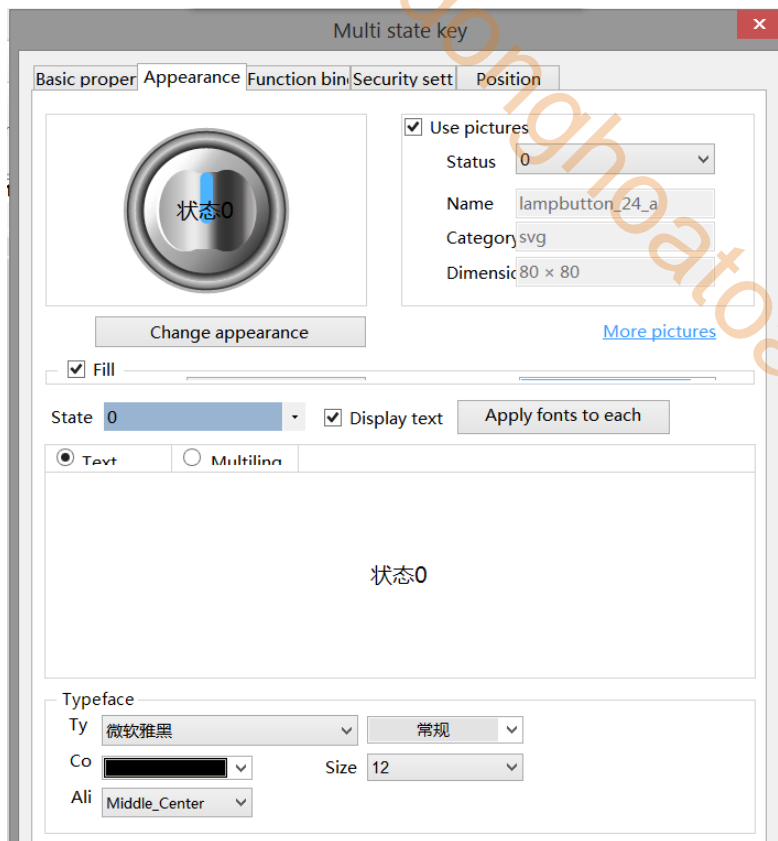 Multi state key
Basic proper Appearance Function bin Security sett Position
状态0
Use pictures
Status 0
Name lampbutton_24_a
Category svg
Dimensic 80 × 80
Change appearance
More pictures
Fill
State 0 Display text Apply fonts to each
Text Multiling
状态0
Typeface
Ty 微软雅黑 常规
Co Size 12
Ali Middle_Center
onghoatoa